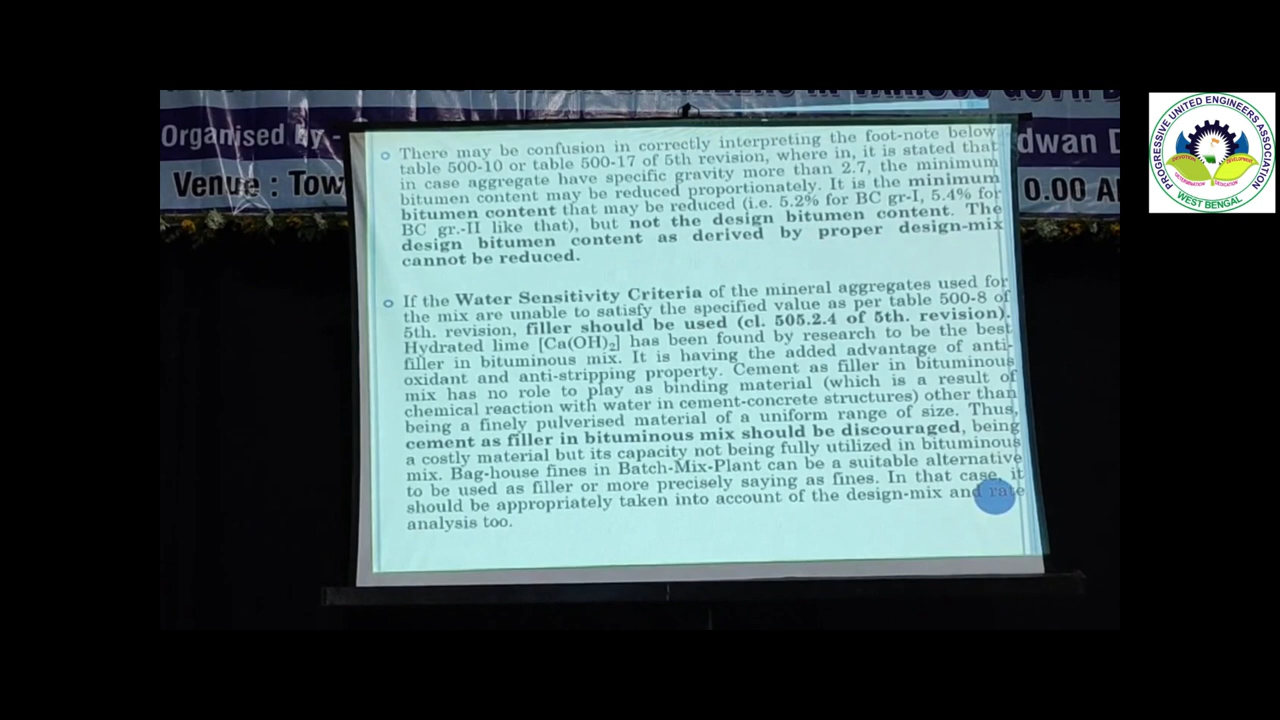 ENGINEERS IN VARIOUS GOVT D
Organised by -
dwan D
Venue : Tow
0.00 A
There may be confusion in correctly interpreting the foot-note below
table 500-10 or table 500-17 of 5th revision, where in, it is stated that
in case aggregate have specific gravity more than 2.7, the minimum
bitumen content may be reduced proportionately. It is the minimum
bitumen content that may be reduced (i.e. 5.2% for BC gr-I, 5.4% for
BC gr.-II like that), but not the design bitumen content. The
design bitumen content as derived by proper design-mix
cannot be reduced.
If the Water Sensitivity Criteria of the mineral aggregates used for
the mix are unable to satisfy the specified value as per table 500-8 of
5th. revision, filler should be used (cl. 505.2.4 of 5th. revision).
Hydrated lime [Ca(OH)₂] has been found by research to be the best
filler in bituminous mix. It is having the added advantage of anti-
oxidant and anti-stripping property. Cement as filler in bituminous
mix has no role to play as binding material (which is a result of
chemical reaction with water in cement-concrete structures) other than
being a finely pulverised material of a uniform range of size. Thus,
cement as filler in bituminous mix should be discouraged, being
a costly material but its capacity not being fully utilized in bituminous
mix. Bag-house fines in Batch-Mix-Plant can be a suitable alternative
to be used as filler or more precisely saying as fines. In that case, it
should be appropriately taken into account of the design-mix and rate
analysis too.
PROGRESSIVE UNITED ENGINEERS ASSOCIATION
WEST BENGAL